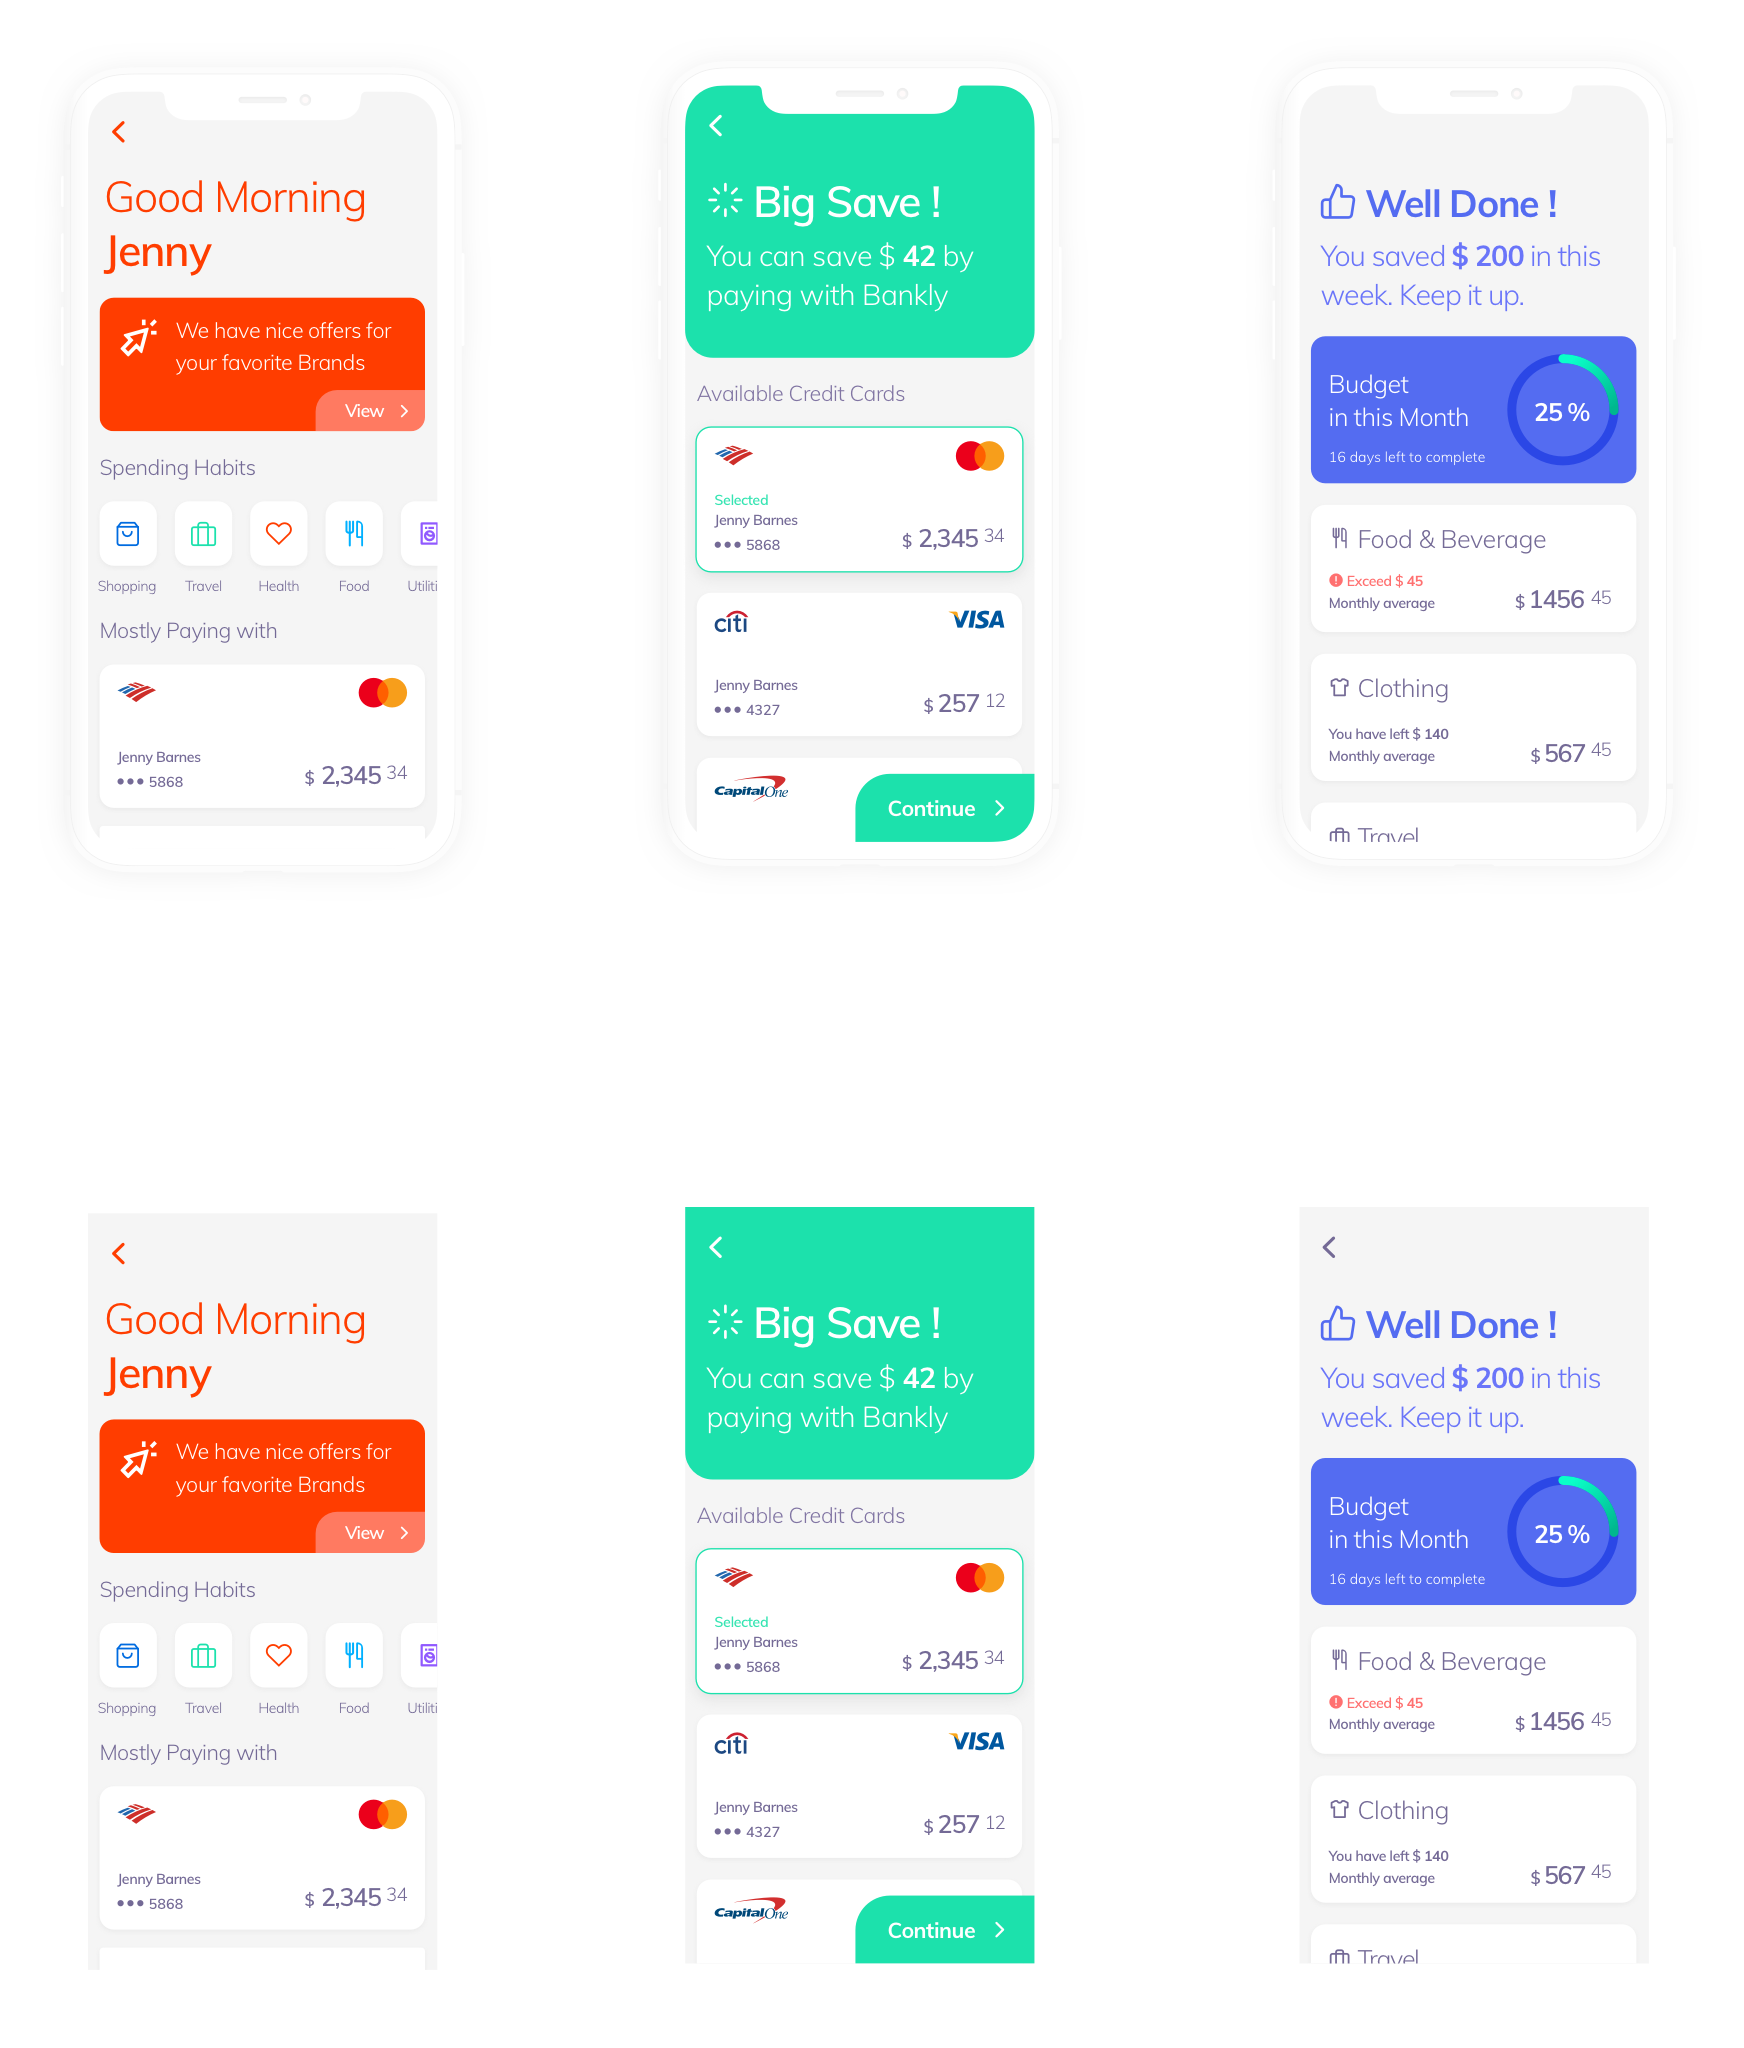 Good Morning
Jenny
We have nice offers for
your favorite Brands
View
Spending Habits
Shopping Travel Health Food Utiliti
Mostly Paying with
Jenny Barnes
••• 5868 $ 2,345 34
Big Save !
You can save $ 42 by
paying with Bankly
Available Credit Cards
Selected
Jenny Barnes
••• 5868 $ 2,345 34
citi VISA
Jenny Barnes
••• 4327 $ 257 12
CapitalOne
Continue
Well Done !
You saved $ 200 in this
week. Keep it up.
Budget
in this Month
16 days left to complete
25 %
Food & Beverage
Exceed $ 45
Monthly average $ 1456 45
Clothing
You have left $ 140
Monthly average $ 567 45
Travel
Good Morning
Jenny
We have nice offers for
your favorite Brands
View
Spending Habits
Shopping Travel Health Food Utiliti
Mostly Paying with
Jenny Barnes
••• 5868 $ 2,345 34
Big Save !
You can save $ 42 by
paying with Bankly
Available Credit Cards
Selected
Jenny Barnes
••• 5868 $ 2,345 34
citi VISA
Jenny Barnes
••• 4327 $ 257 12
CapitalOne
Continue
Well Done !
You saved $ 200 in this
week. Keep it up.
Budget
in this Month
16 days left to complete
25 %
Food & Beverage
Exceed $ 45
Monthly average $ 1456 45
Clothing
You have left $ 140
Monthly average $ 567 45
Travel